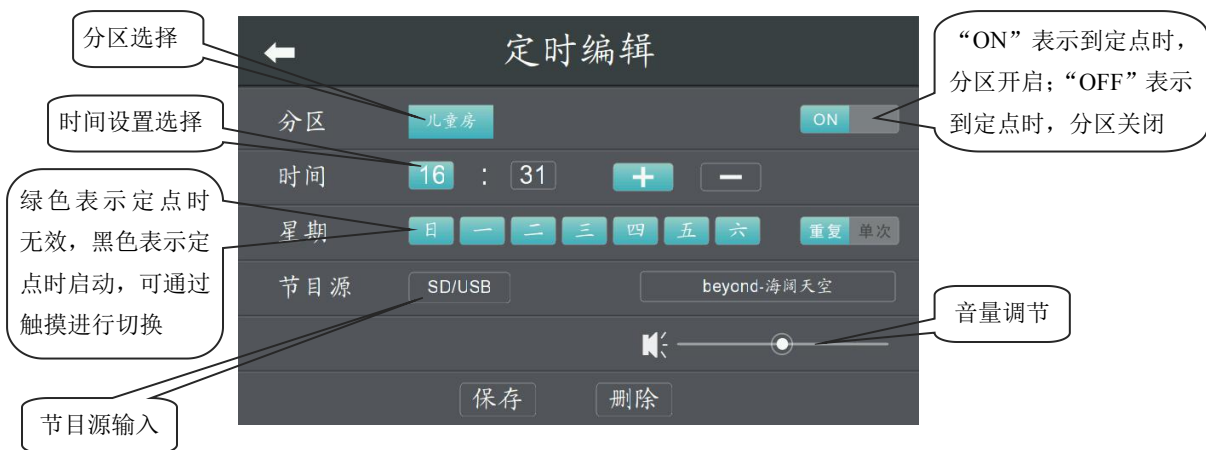 分区选择
时间设置选择
绿色表示定点时
无效，黑色表示定
点时启动，可通过
触摸进行切换
节目源输入
定时编辑
分区 儿童房 ON
时间 16 : 31 + −
星期 日 一 二 三 四 五 六 重复 单次
节目源 SD/USB beyond-海阔天空
保存 删除
“ON”表示到定点时，
分区开启；“OFF”表示
到定点时，分区关闭
音量调节